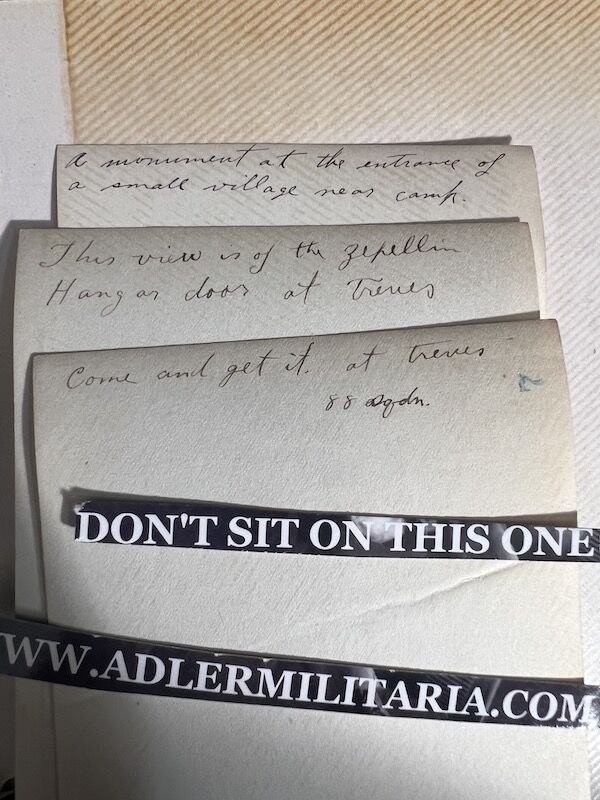 a monument at the entrance of
a small village near camp.
This view is of the zepellin
Hangar door at Treves
Come and get it. at treves
88 sqdn.
DON'T SIT ON THIS ONE
WW.ADLERMILITARIA.COM